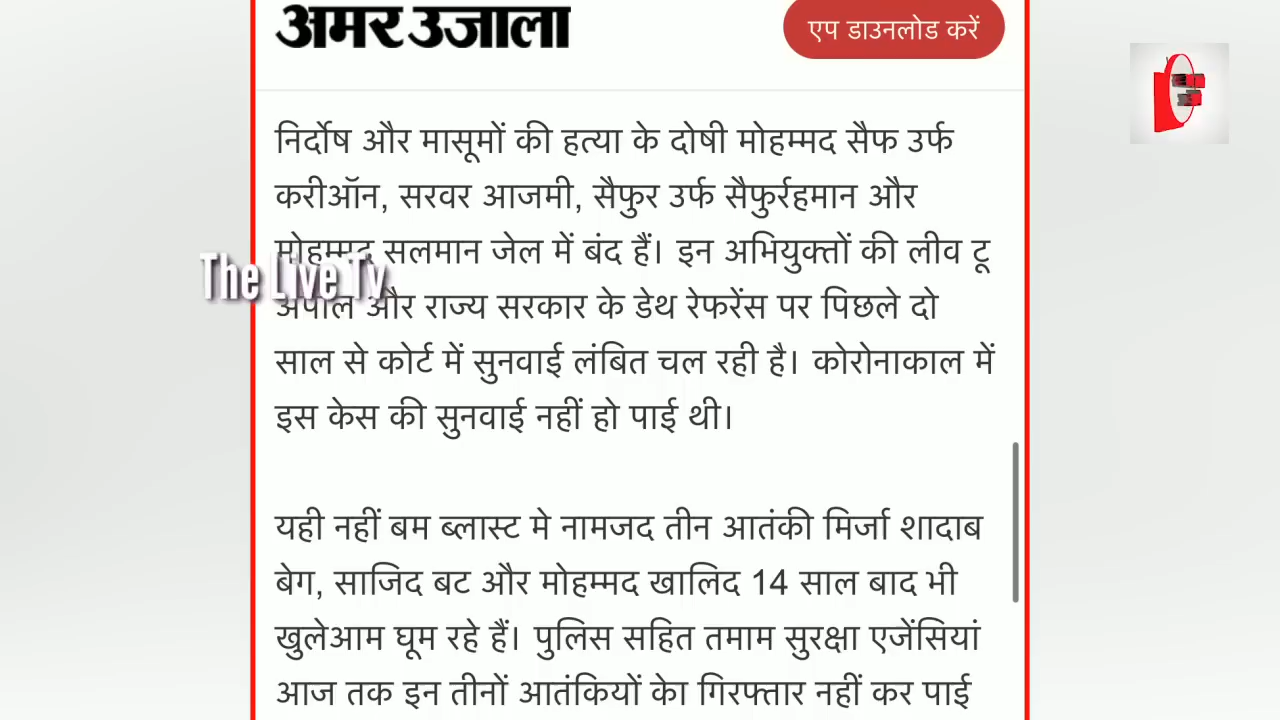 अमर उजाला
एप डाउनलोड करें
निर्दोष और मासूमों की हत्या के दोषी मोहम्मद सैफ उर्फ
करीऑन, सरवर आजमी, सैफुर उर्फ सैफुर्रहमान और
मोहम्मद सलमान जेल में बंद हैं। इन अभियुक्तों की लीव टू
The Live Tv
अपील और राज्य सरकार के डेथ रेफरेंस पर पिछले दो
साल से कोर्ट में सुनवाई लंबित चल रही है। कोरोनाकाल में
इस केस की सुनवाई नहीं हो पाई थी।
यही नहीं बम ब्लास्ट मे नामजद तीन आतंकी मिर्जा शादाब
बेग, साजिद बट और मोहम्मद खालिद 14 साल बाद भी
खुलेआम घूम रहे हैं। पुलिस सहित तमाम सुरक्षा एजेंसियां
आज तक इन तीनों आतंकियों केा गिरफ्तार नहीं कर पाई